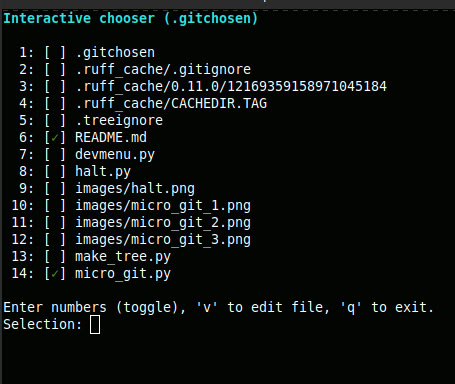 Interactive chooser (.gitchosen)
1: [ ] .gitchosen
2: [ ] .ruff_cache/.gitignore
3: [ ] .ruff_cache/0.11.0/12169359158971045184
4: [ ] .ruff_cache/CACHEDIR.TAG
5: [ ] .treeignore
6: [✓] README.md
7: [ ] devmenu.py
8: [ ] halt.py
9: [ ] images/halt.png
10: [ ] images/micro_git_1.png
11: [ ] images/micro_git_2.png
12: [ ] images/micro_git_3.png
13: [ ] make_tree.py
14: [✓] micro_git.py
Enter numbers (toggle), 'v' to edit file, 'q' to exit.
Selection: